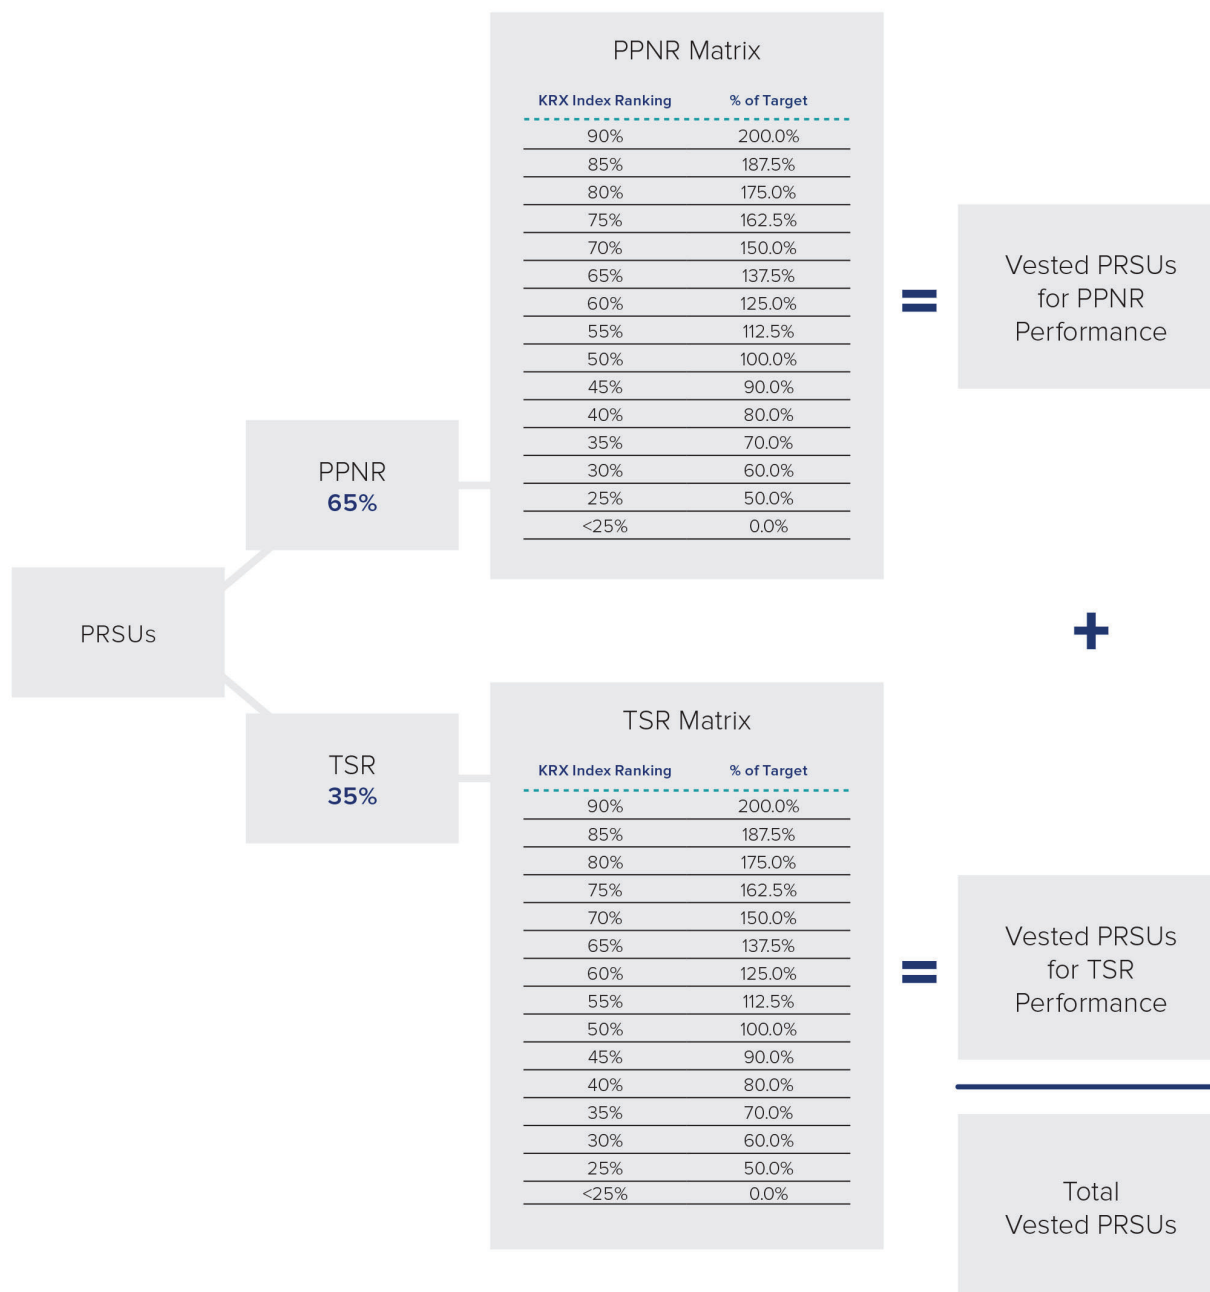 PPNR Matrix
KRX Index Ranking % of Target
90% 200.0%
85% 187.5%
80% 175.0%
75% 162.5%
70% 150.0%
65% 137.5%
60% 125.0%
55% 112.5%
50% 100.0%
45% 90.0%
40% 80.0%
35% 70.0%
30% 60.0%
25% 50.0%
<25% 0.0%
=
Vested PRSUs
for PPNR
Performance
PPNR
65%
PRSUs
+
TSR
35%
TSR Matrix
KRX Index Ranking % of Target
90% 200.0%
85% 187.5%
80% 175.0%
75% 162.5%
70% 150.0%
65% 137.5%
60% 125.0%
55% 112.5%
50% 100.0%
45% 90.0%
40% 80.0%
35% 70.0%
30% 60.0%
25% 50.0%
<25% 0.0%
=
Vested PRSUs
for TSR
Performance
Total
Vested PRSUs